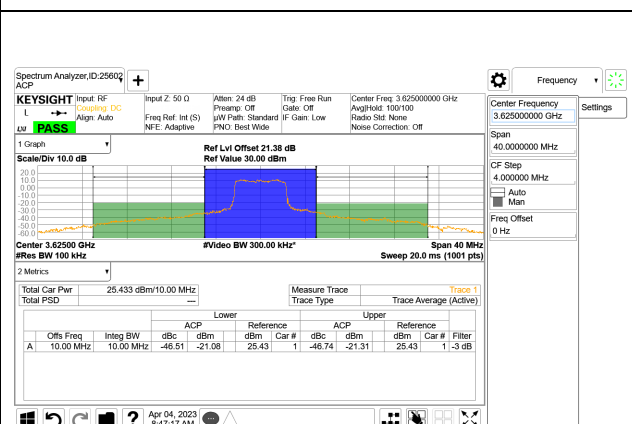 Spectrum Analyzer,ID:25602
ACP
Frequency
KEYSIGHT Input: RF Input Z: 50 Ω Atten: 24 dB Trig: Free Run Center Freq: 3.625000000 GHz
L Coupling: DC Preamp: Off Gate: Off Avg|Hold: 100/100
Align: Auto Freq Ref: Int (S) µW Path: Standard IF Gain: Low Radio Std: None
LNI PASS NFE: Adaptive PNO: Best Wide Noise Correction: Off
1 Graph
Ref Lvl Offset 21.38 dB
Scale/Div 10.0 dB Ref Value 30.00 dBm
20.0
10.0
0.00
-10.0
-20.0
-30.0
-40.0
-50.0
-60.0
Center 3.62500 GHz #Video BW 300.00 kHz* Span 40 MHz
#Res BW 100 kHz Sweep 20.0 ms (1001 pts)
2 Metrics
Total Car Pwr 25.433 dBm/10.00 MHz Measure Trace Trace 1
Total PSD --- Trace Type Trace Average (Active)
Lower Upper
ACP Reference ACP Reference
Offs Freq Integ BW dBc dBm dBm Car # dBc dBm dBm Car # Filter
A 10.00 MHz 10.00 MHz -46.51 -21.08 25.43 1 -46.74 -21.31 25.43 1 -3 dB
Center Frequency
3.625000000 GHz
Settings
Span
40.0000000 MHz
CF Step
4.000000 MHz
Auto
Man
Freq Offset
0 Hz
? Apr 04, 2023
8:47:17 AM